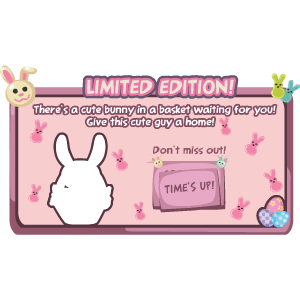 LIMITED EDITION!
There's a cute bunny in a basket waiting for you!
Give this cute guy a home!
Don't miss out!
TIME'S UP!